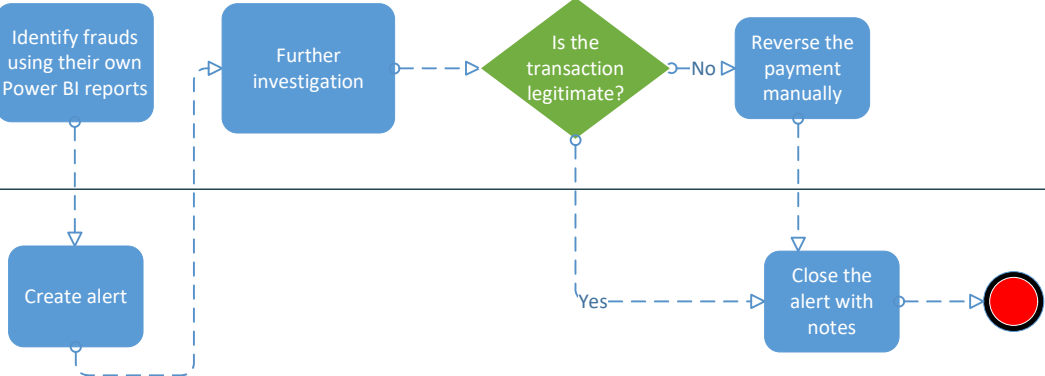 Identify frauds
using their own
Power BI reports
Further
investigation
Is the
transaction
legitimate?
No
Reverse the
payment
manually
Create alert
Yes
Close the
alert with
notes